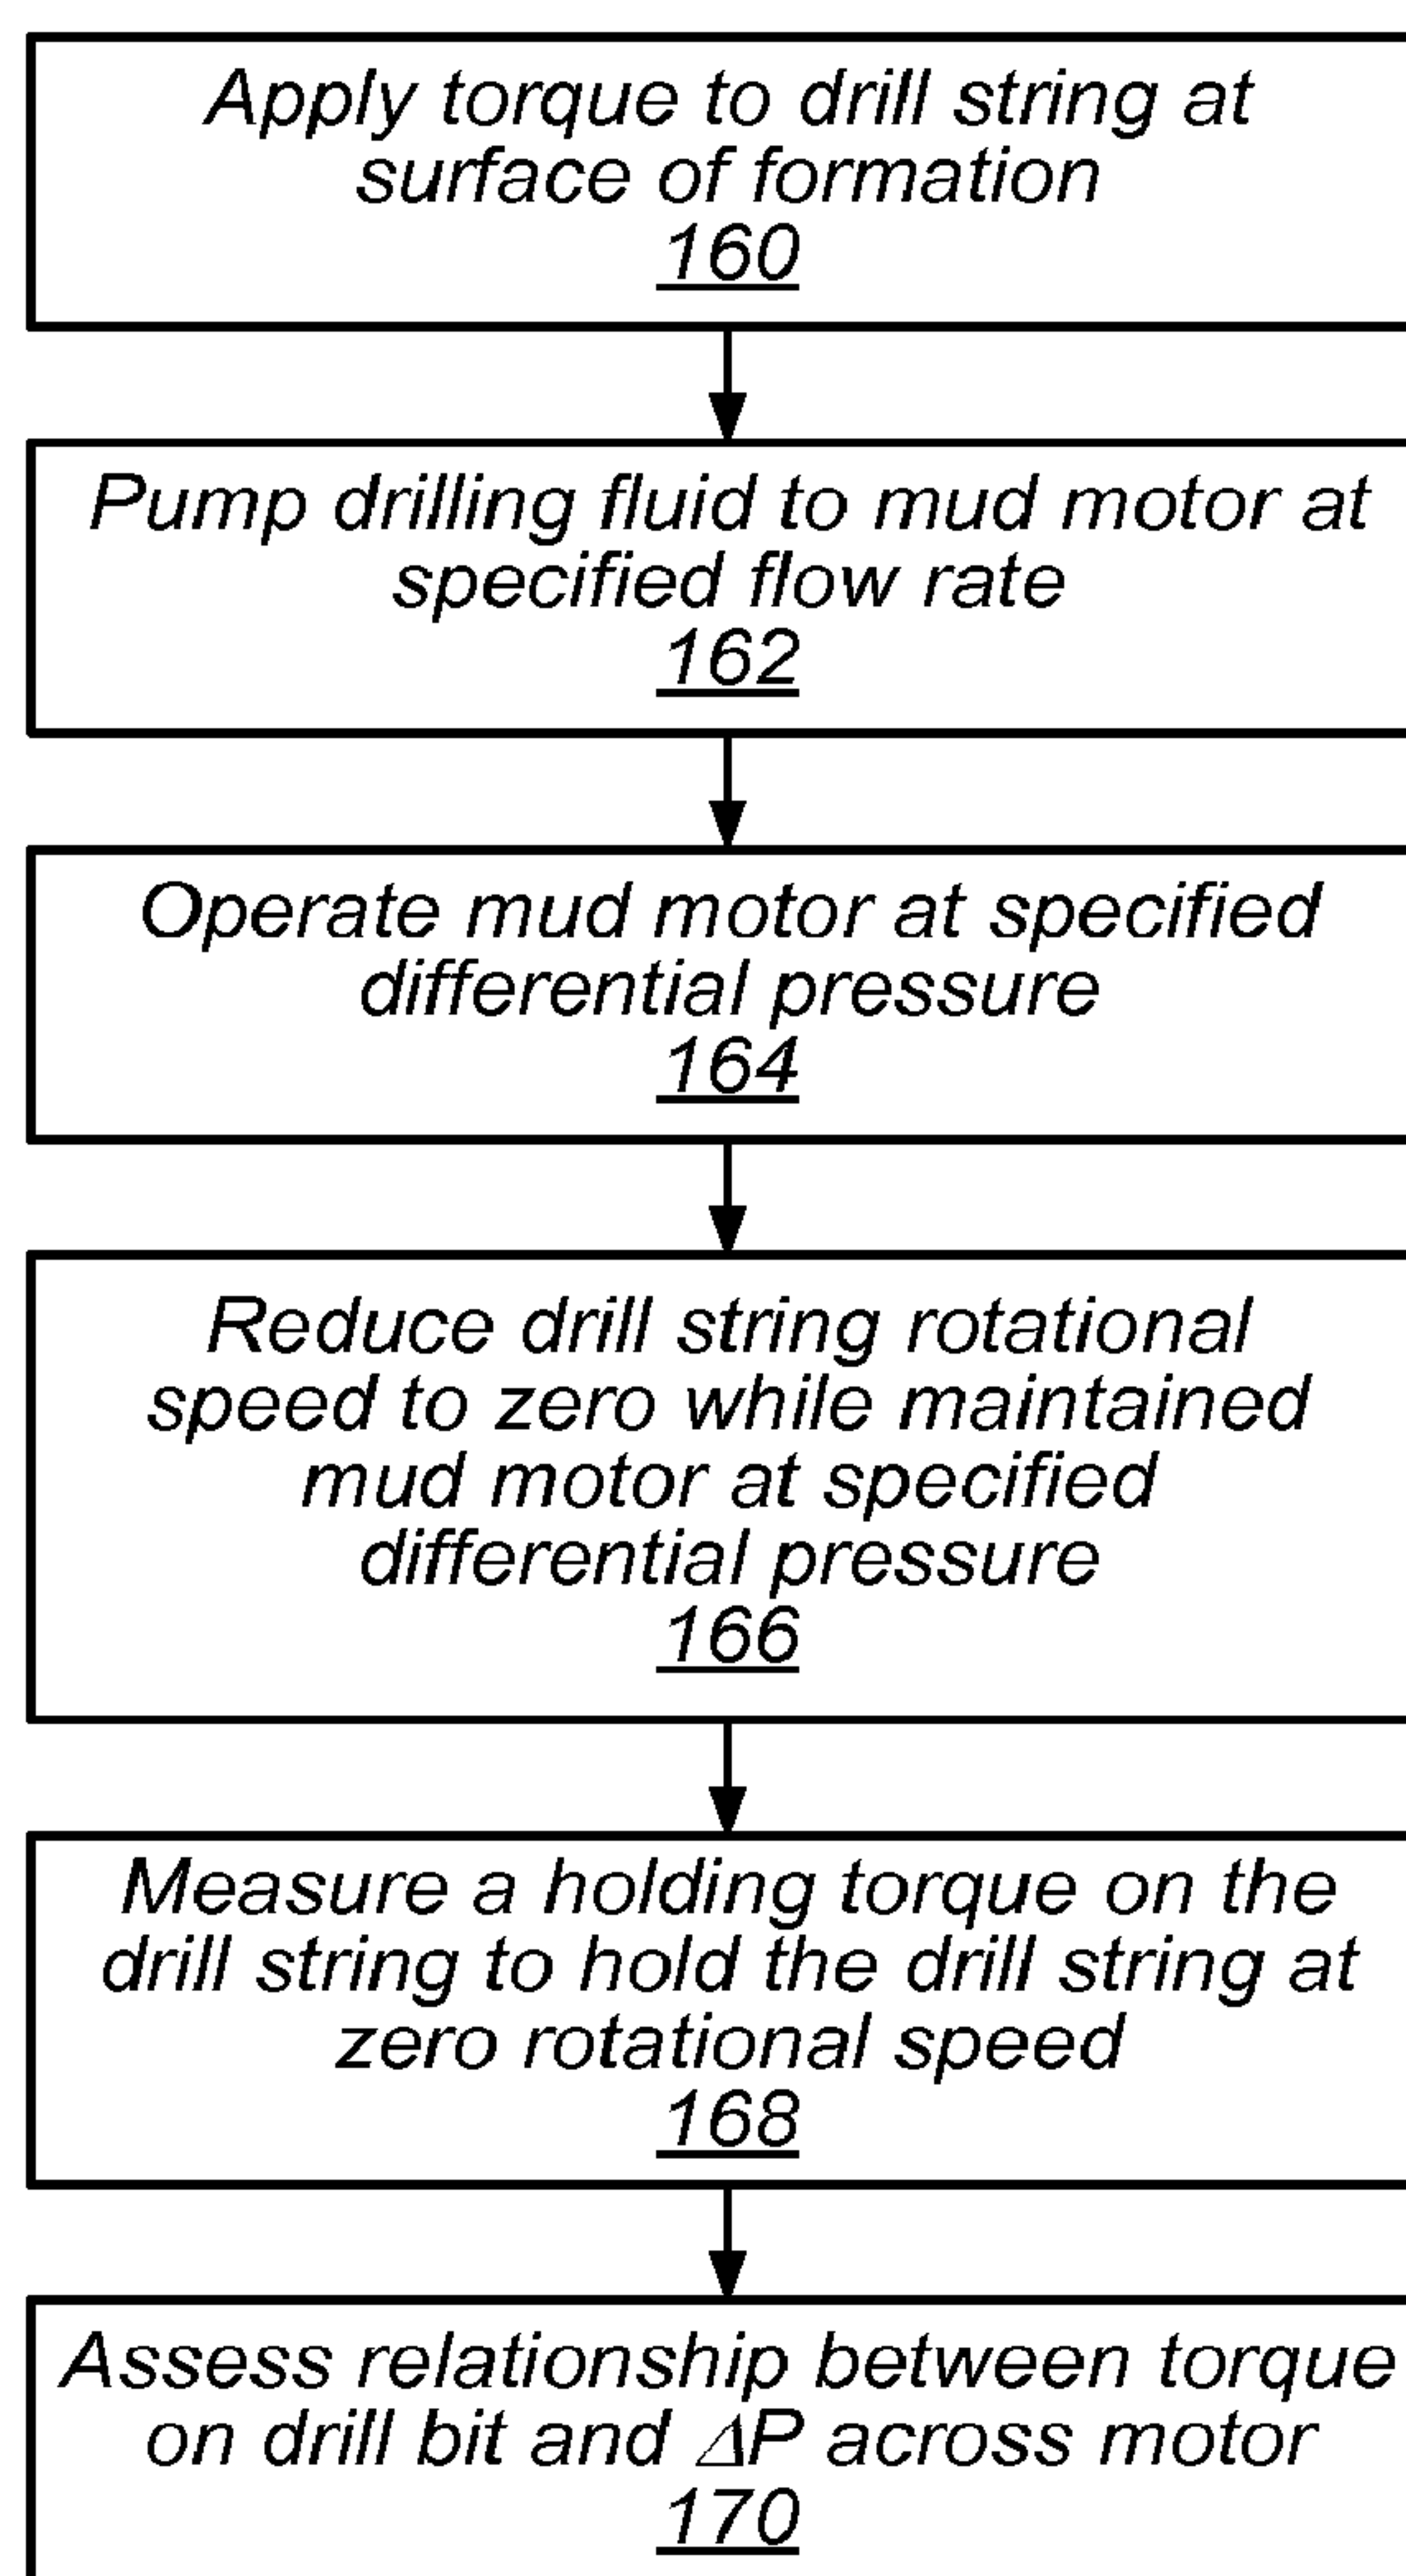 Apply torque to drill string at
surface of formation
160
Pump drilling fluid to mud motor at
specified flow rate
162
Operate mud motor at specified
differential pressure
164
Reduce drill string rotational
speed to zero while maintained
mud motor at specified
differential pressure
166
Measure a holding torque on the
drill string to hold the drill string at
zero rotational speed
168
Assess relationship between torque
on drill bit and ΔP across motor
170